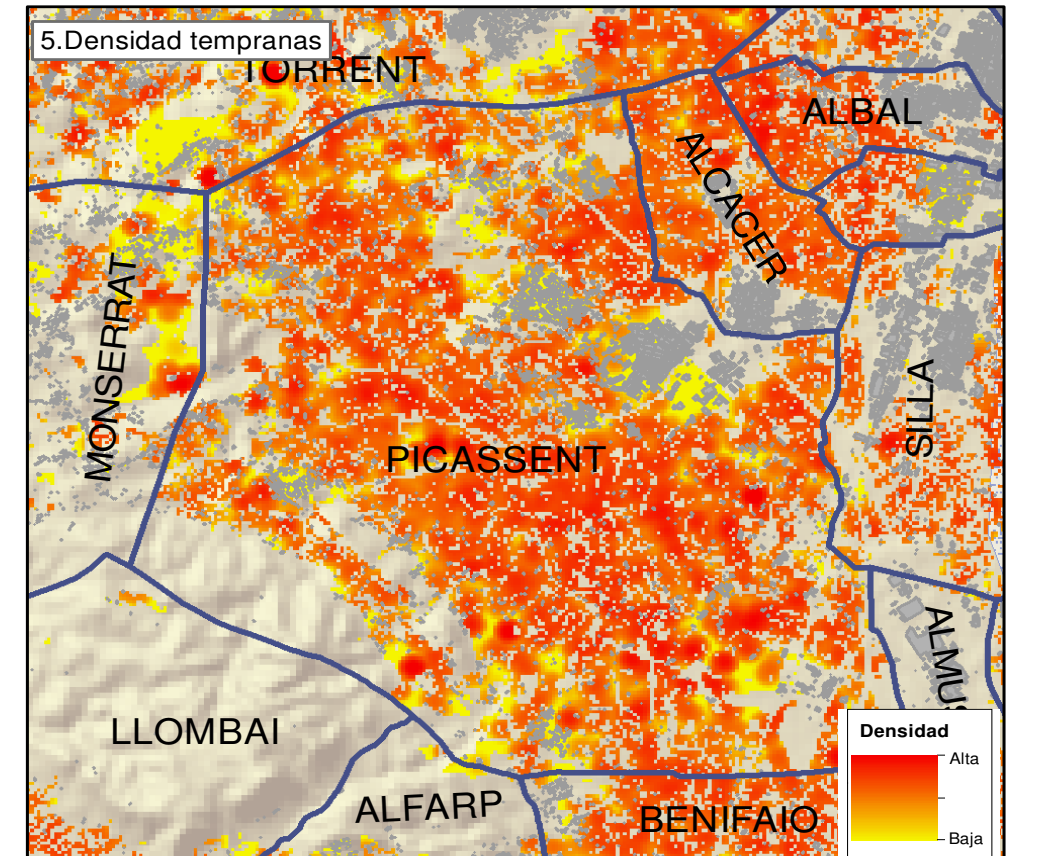 5.Densidad tempranas
TORRENT
ALBAL
ALCACER
MONSERRAT
SILLA
PICASSENT
ALMUS
LLOMBAI
Densidad
Alta
Baja
ALFARP
BENIFAIO